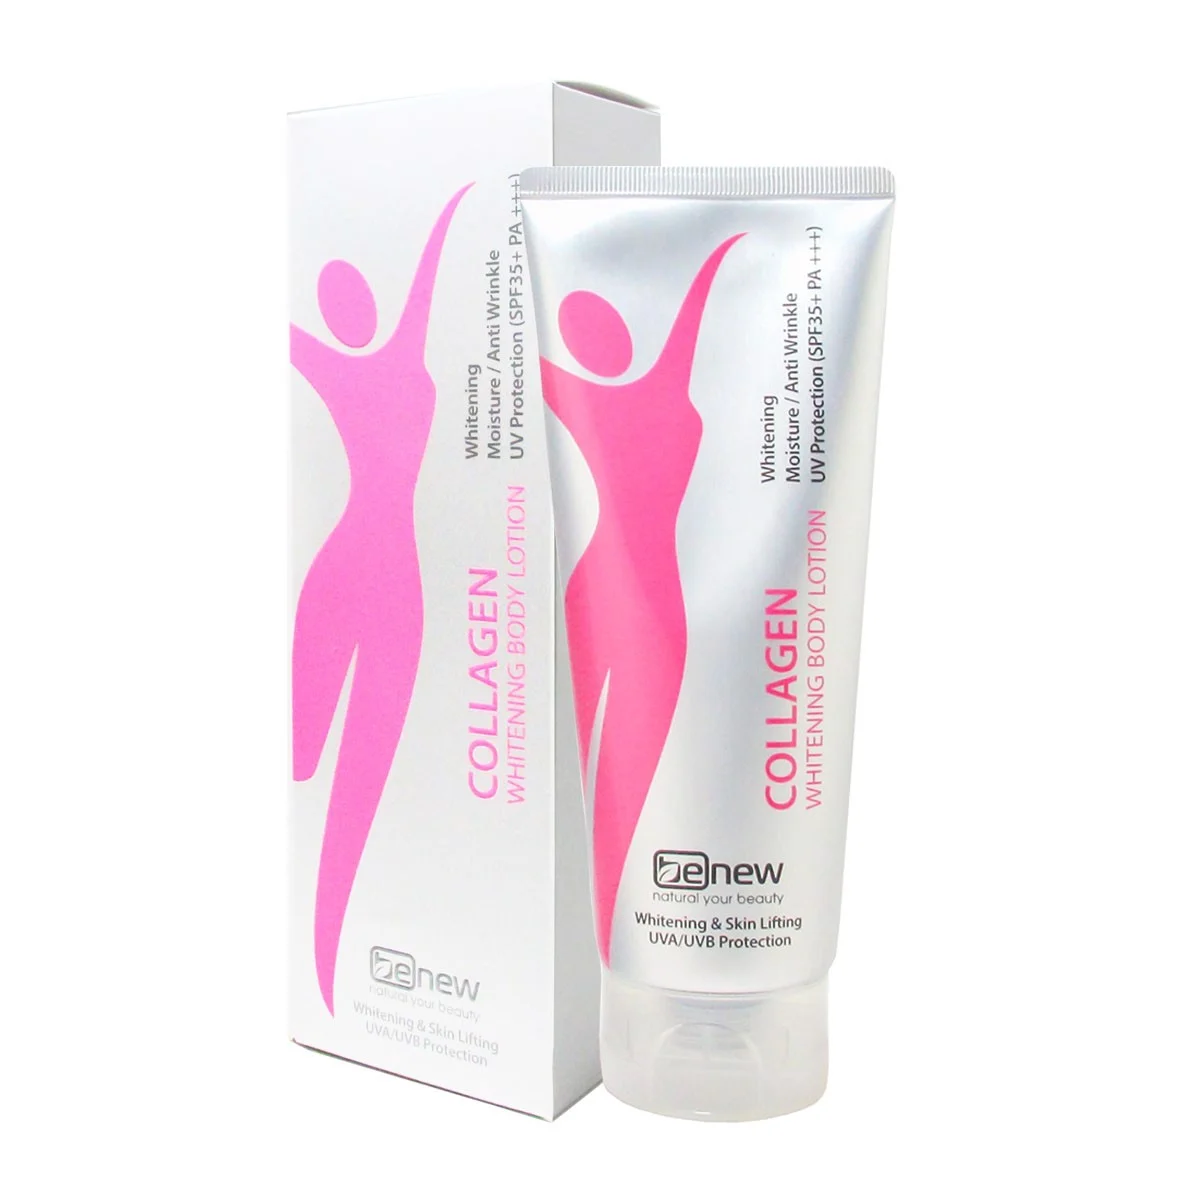 Whitening
Moisture / Anti Wrinkle
UV Protection (SPF35+ PA +++)
COLLAGEN
WHITENING BODY LOTION
benew
natural your beauty
Whitening & Skin Lifting
UVA/UVB Protection
Whitening
Moisture / Anti Wrinkle
UV Protection (SPF35+ PA +++)
COLLAGEN
WHITENING BODY LOTION
benew
natural your beauty
Whitening & Skin Lifting
UVA/UVB Protection